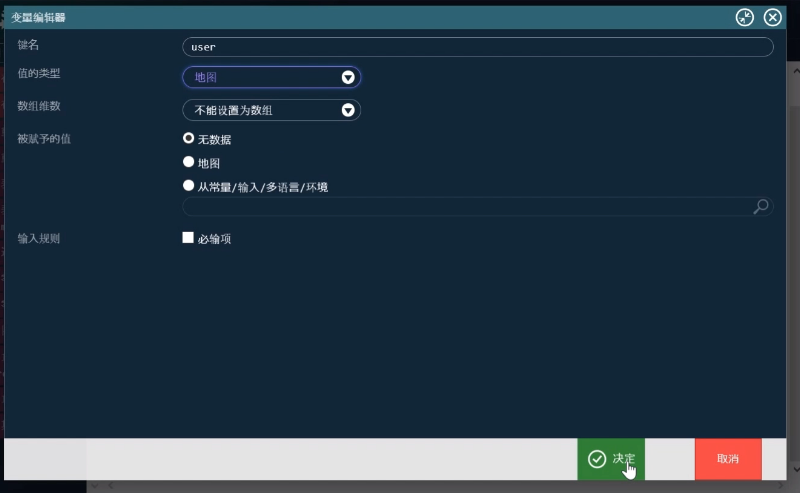 变量编辑器
键名
user
值的类型
地图
数组维数
不能设置为数组
被赋予的值
无数据
地图
从常量/输入/多语言/环境
输入规则
必输项
决定
取消